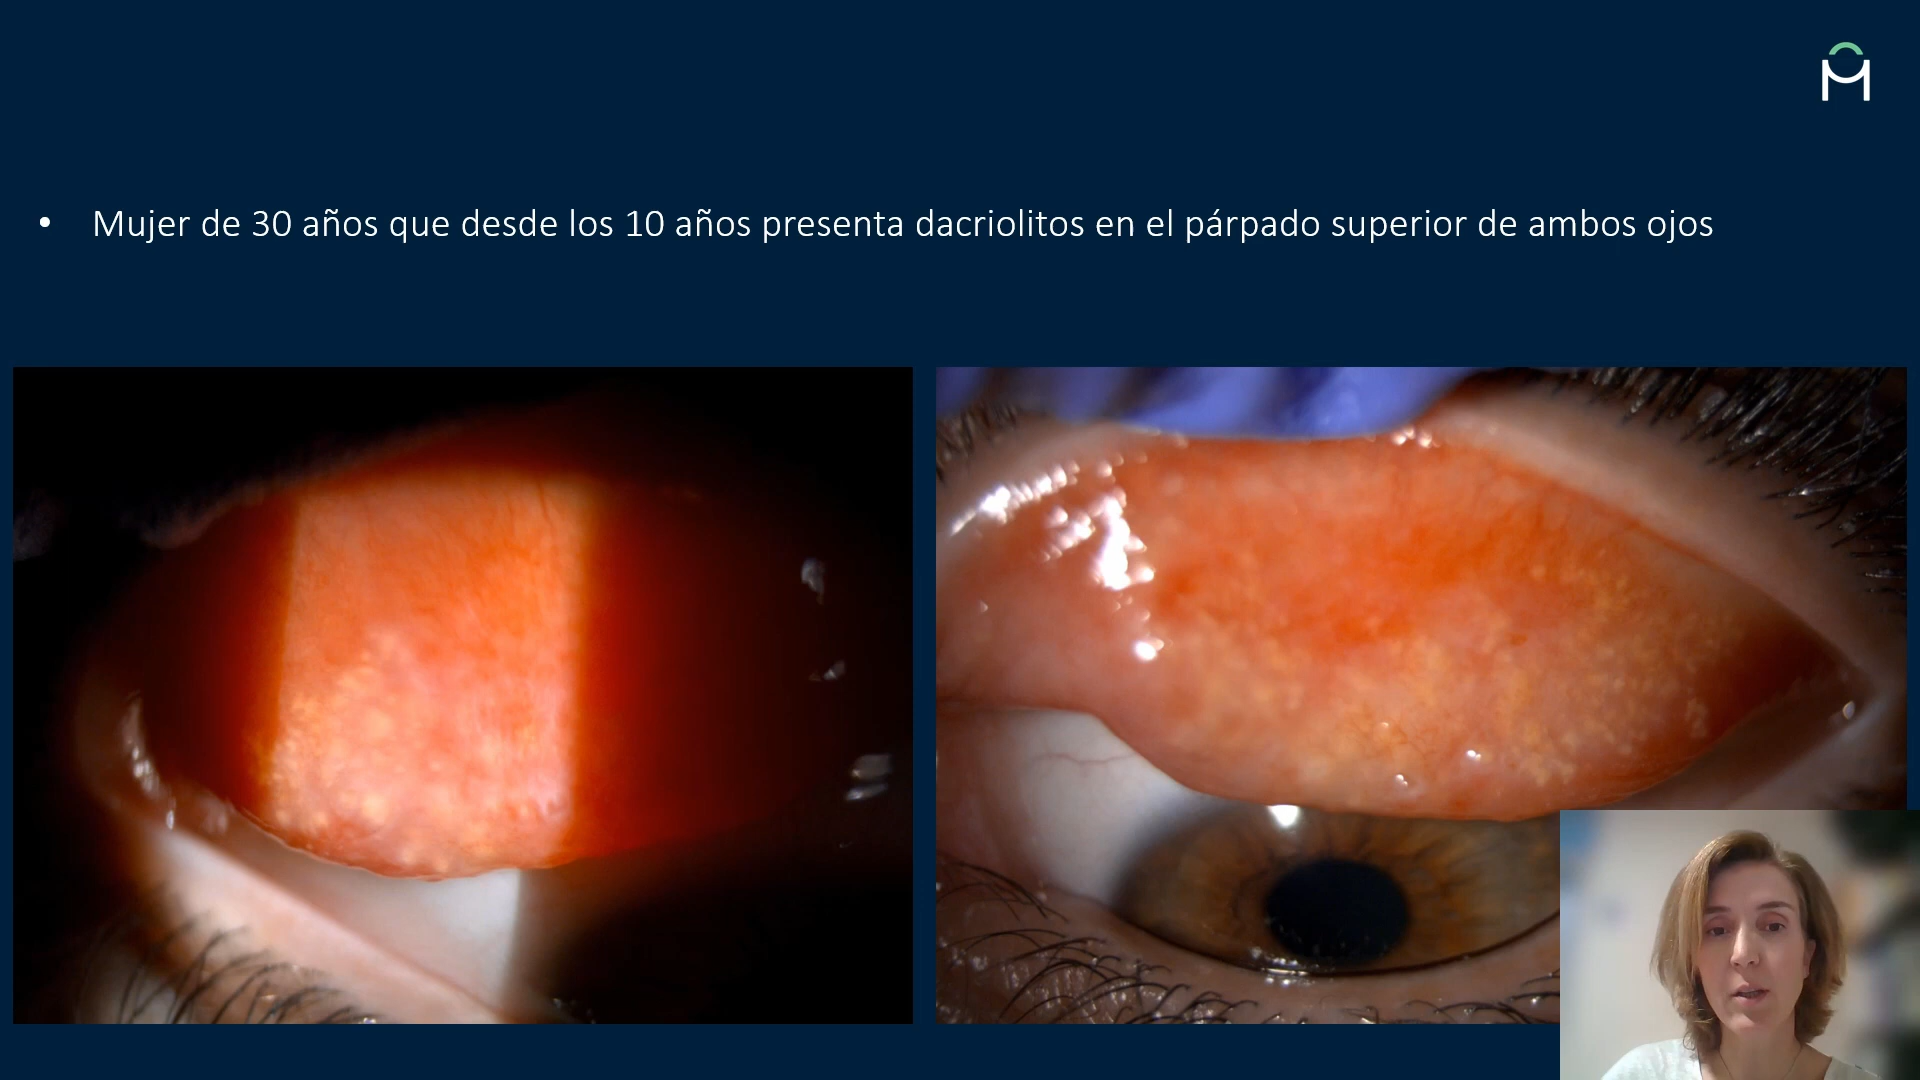 • Mujer de 30 años que desde los 10 años presenta dacriolitos en el párpado superior de ambos ojos